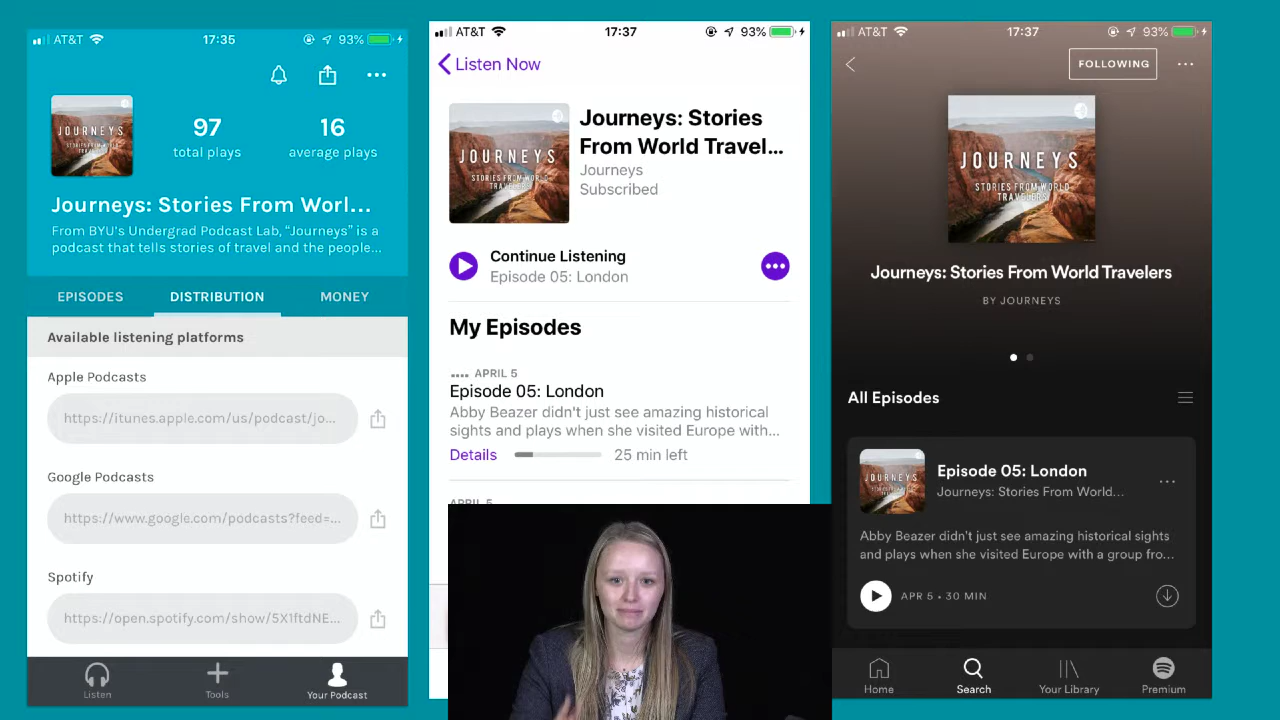 AT&T 17:35 93%
JOURNEYS
STORIES FROM WORLD
TRAVELERS
97
total plays
16
average plays
Journeys: Stories From Worl...
From BYU's Undergrad Podcast Lab, “Journeys” is a
podcast that tells stories of travel and the people...
EPISODES DISTRIBUTION MONEY
Available listening platforms
Apple Podcasts
https://itunes.apple.com/us/podcast/jo...
Google Podcasts
https://www.google.com/podcasts?feed=...
Spotify
https://open.spotify.com/show/5X1ftdNE...
Listen Tools Your Podcast
AT&T 17:37 93%
Listen Now
JOURNEYS
STORIES FROM WORLD
TRAVELERS
Journeys: Stories
From World Travel...
Journeys
Subscribed
Continue Listening
Episode 05: London
My Episodes
APRIL 5
Episode 05: London
Abby Beazer didn't just see amazing historical
sights and plays when she visited Europe with...
Details 25 min left
APRIL 5
AT&T 17:37 93%
FOLLOWING
JOURNEYS
STORIES FROM WORLD
TRAVELERS
Journeys: Stories From World Travelers
BY JOURNEYS
All Episodes
JOURNEYS
Episode 05: London
Journeys: Stories From World...
Abby Beazer didn't just see amazing historical sights
and plays when she visited Europe with a group fro...
APR 5 • 30 MIN
Home Search Your Library Premium